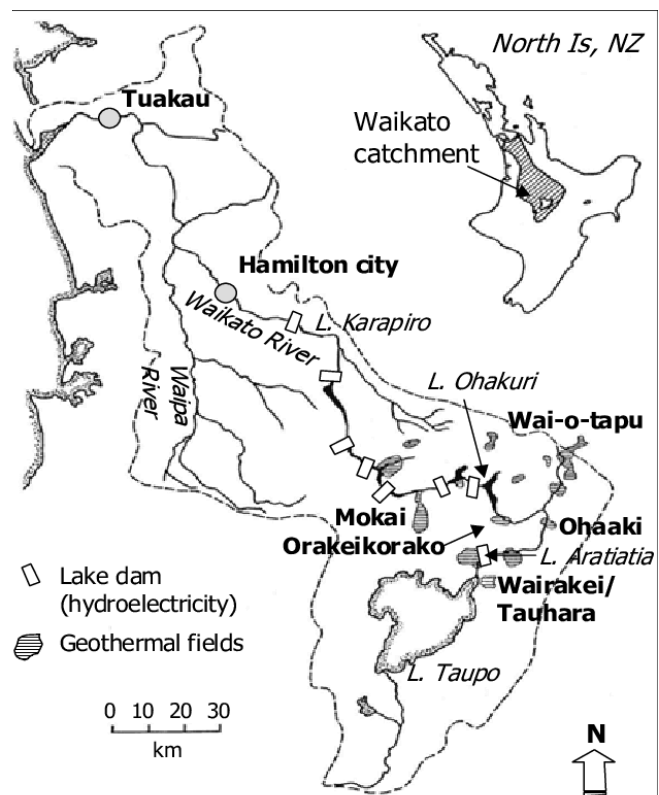 North Is, NZ
Tuakau
Waikato
catchment
Hamilton city
Waikato River
L. Karapiro
Waipa
River
L. Ohakuri
Wai-o-tapu
Mokai
Orakeikorako
Ohaaki
L. Aratiatia
Wairakei/
Tauhara
L. Taupo
Lake dam
(hydroelectricity)
Geothermal fields
0 10 20 30
km
N